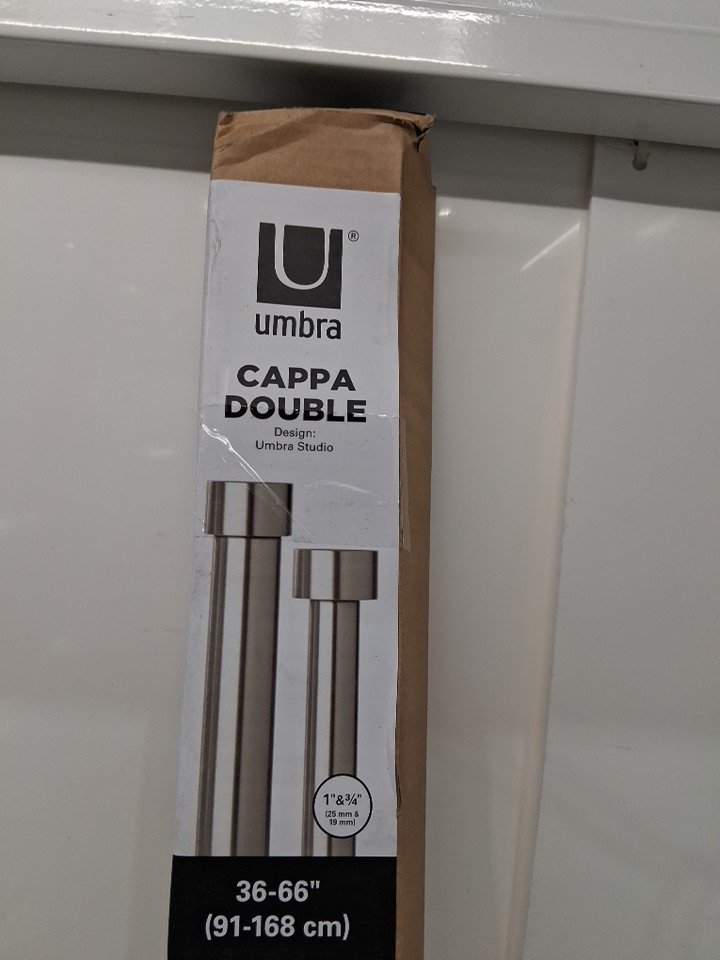 U®
umbra
CAPPA
DOUBLE
Design:
Umbra Studio
1"&¾"
(25 mm &
19 mm)
36-66"
(91-168 cm)